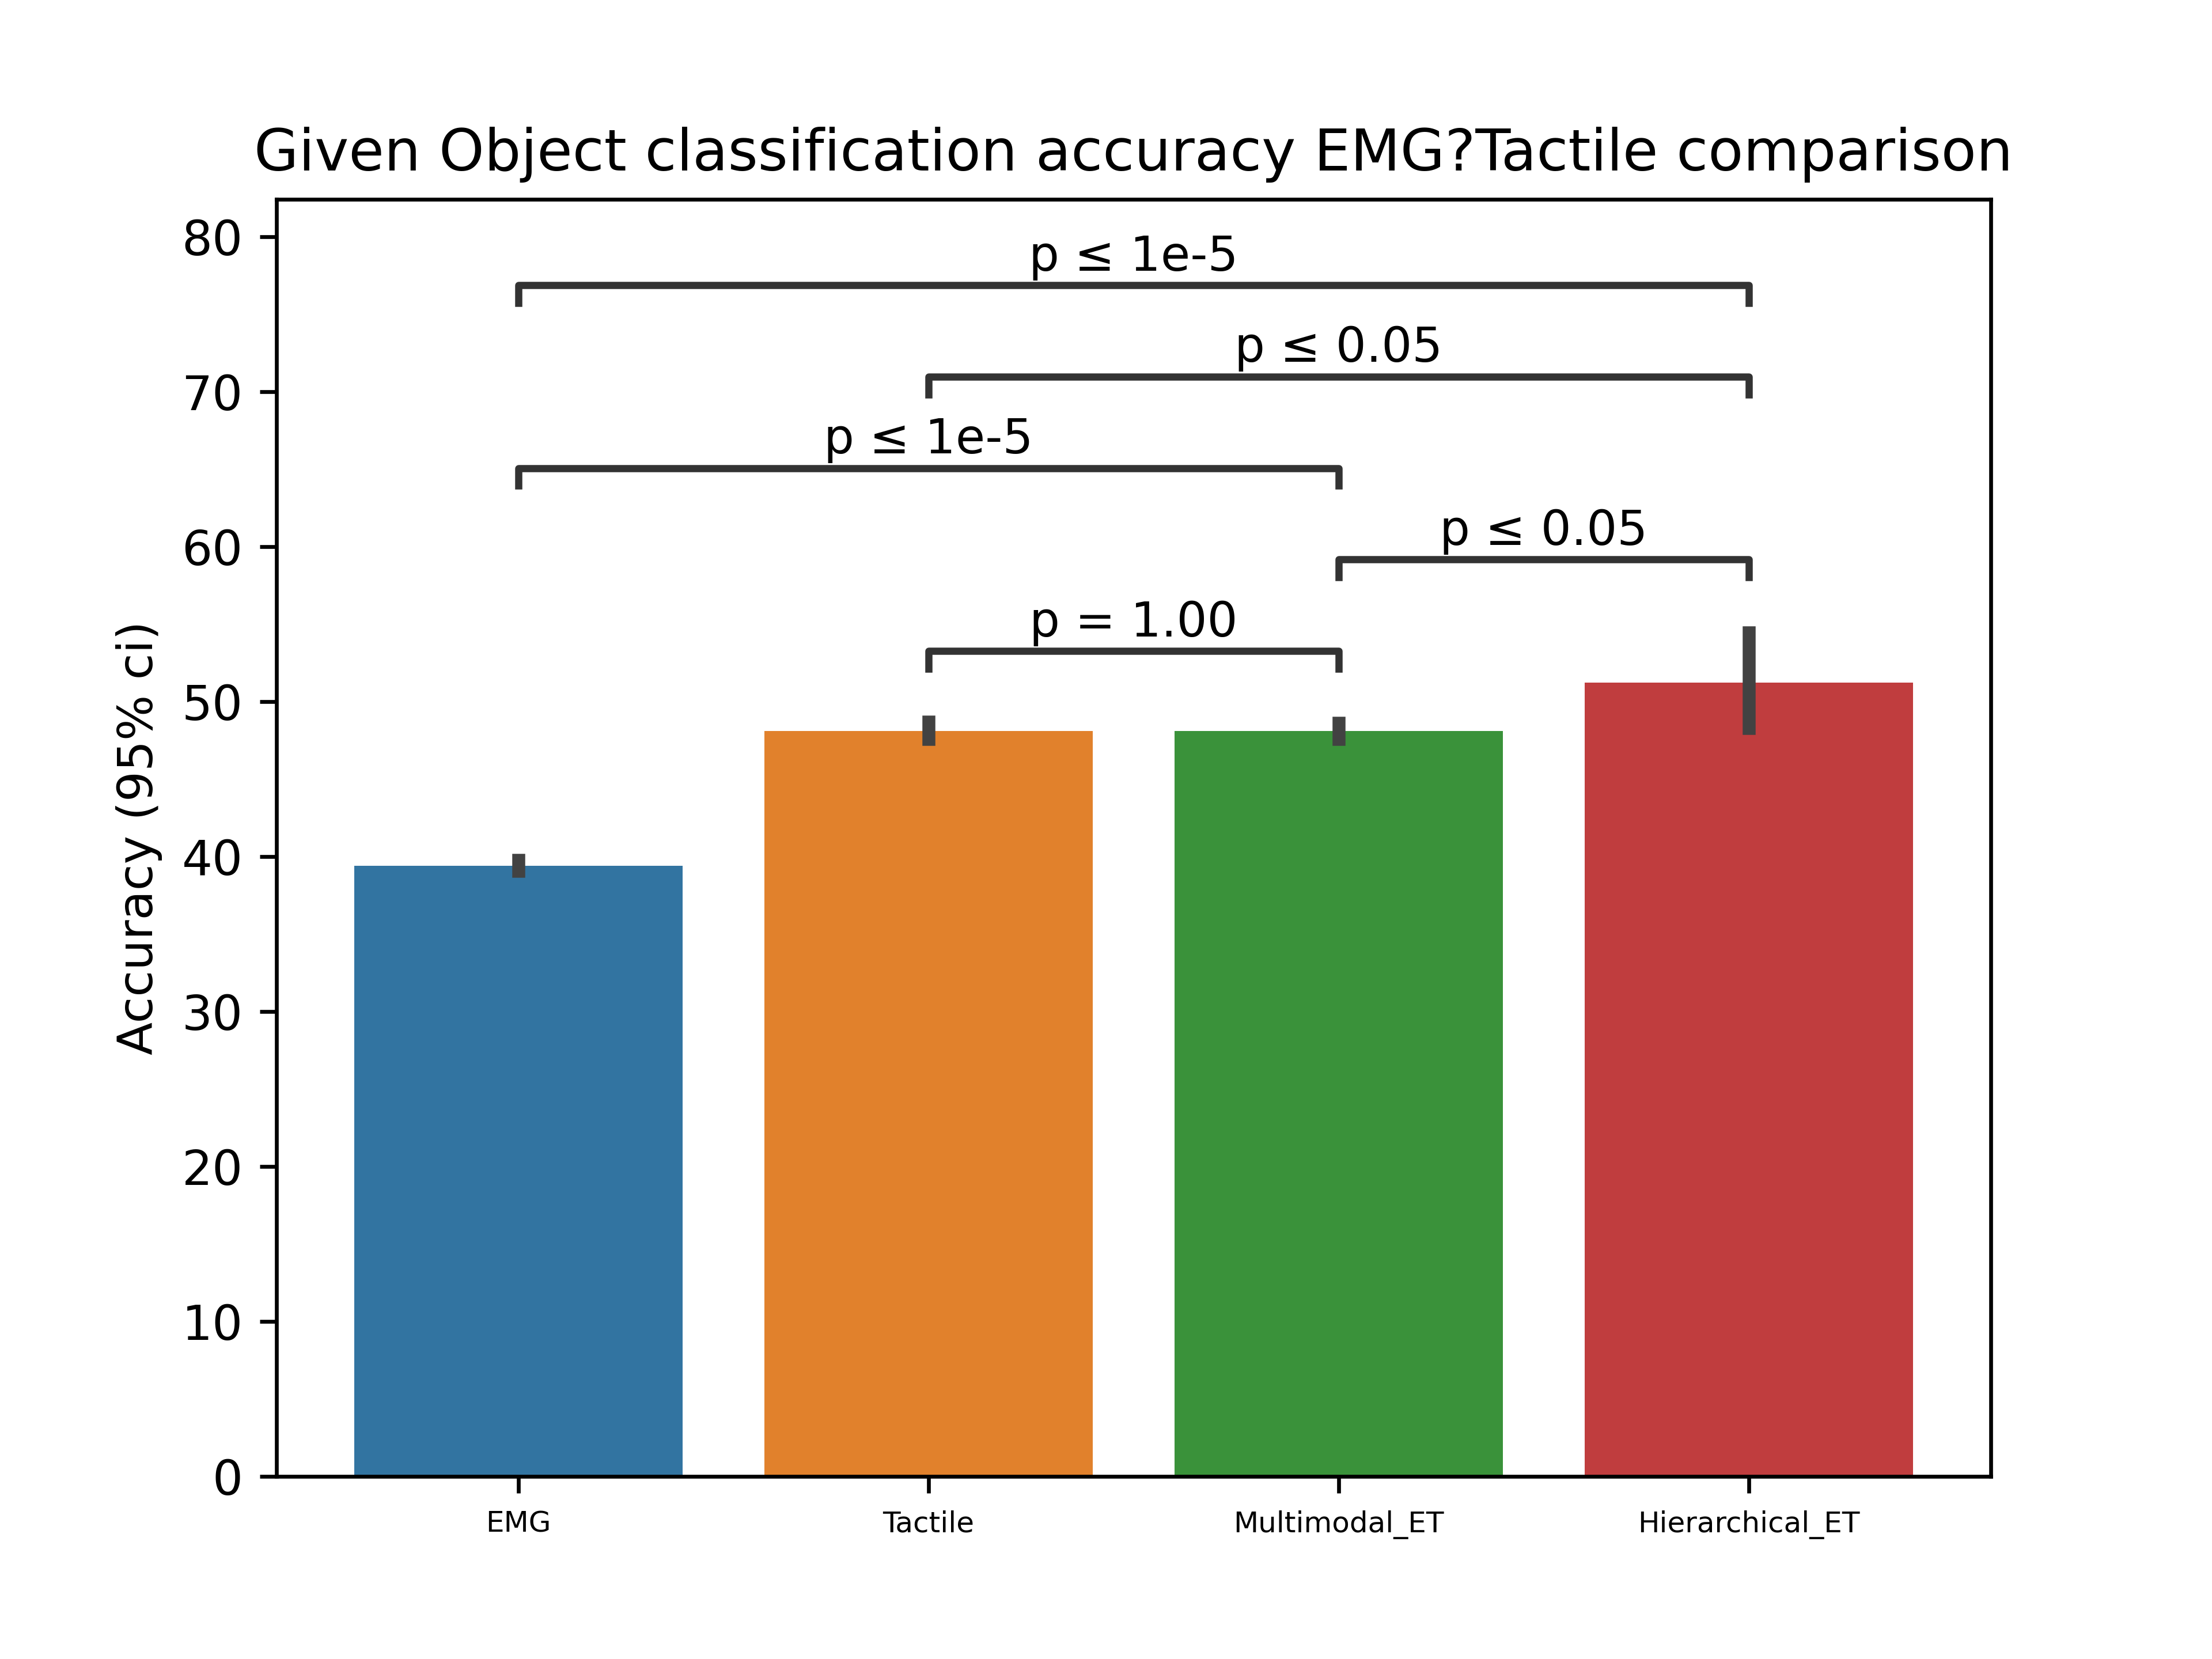 Given Object classification accuracy EMG?Tactile comparison
80
p ≤ 1e-5
p ≤ 0.05
70
p ≤ 1e-5
60
p ≤ 0.05
p = 1.00
50
40
30
20
10
0
Accuracy (95% ci)
EMG Tactile Multimodal_ET Hierarchical_ET